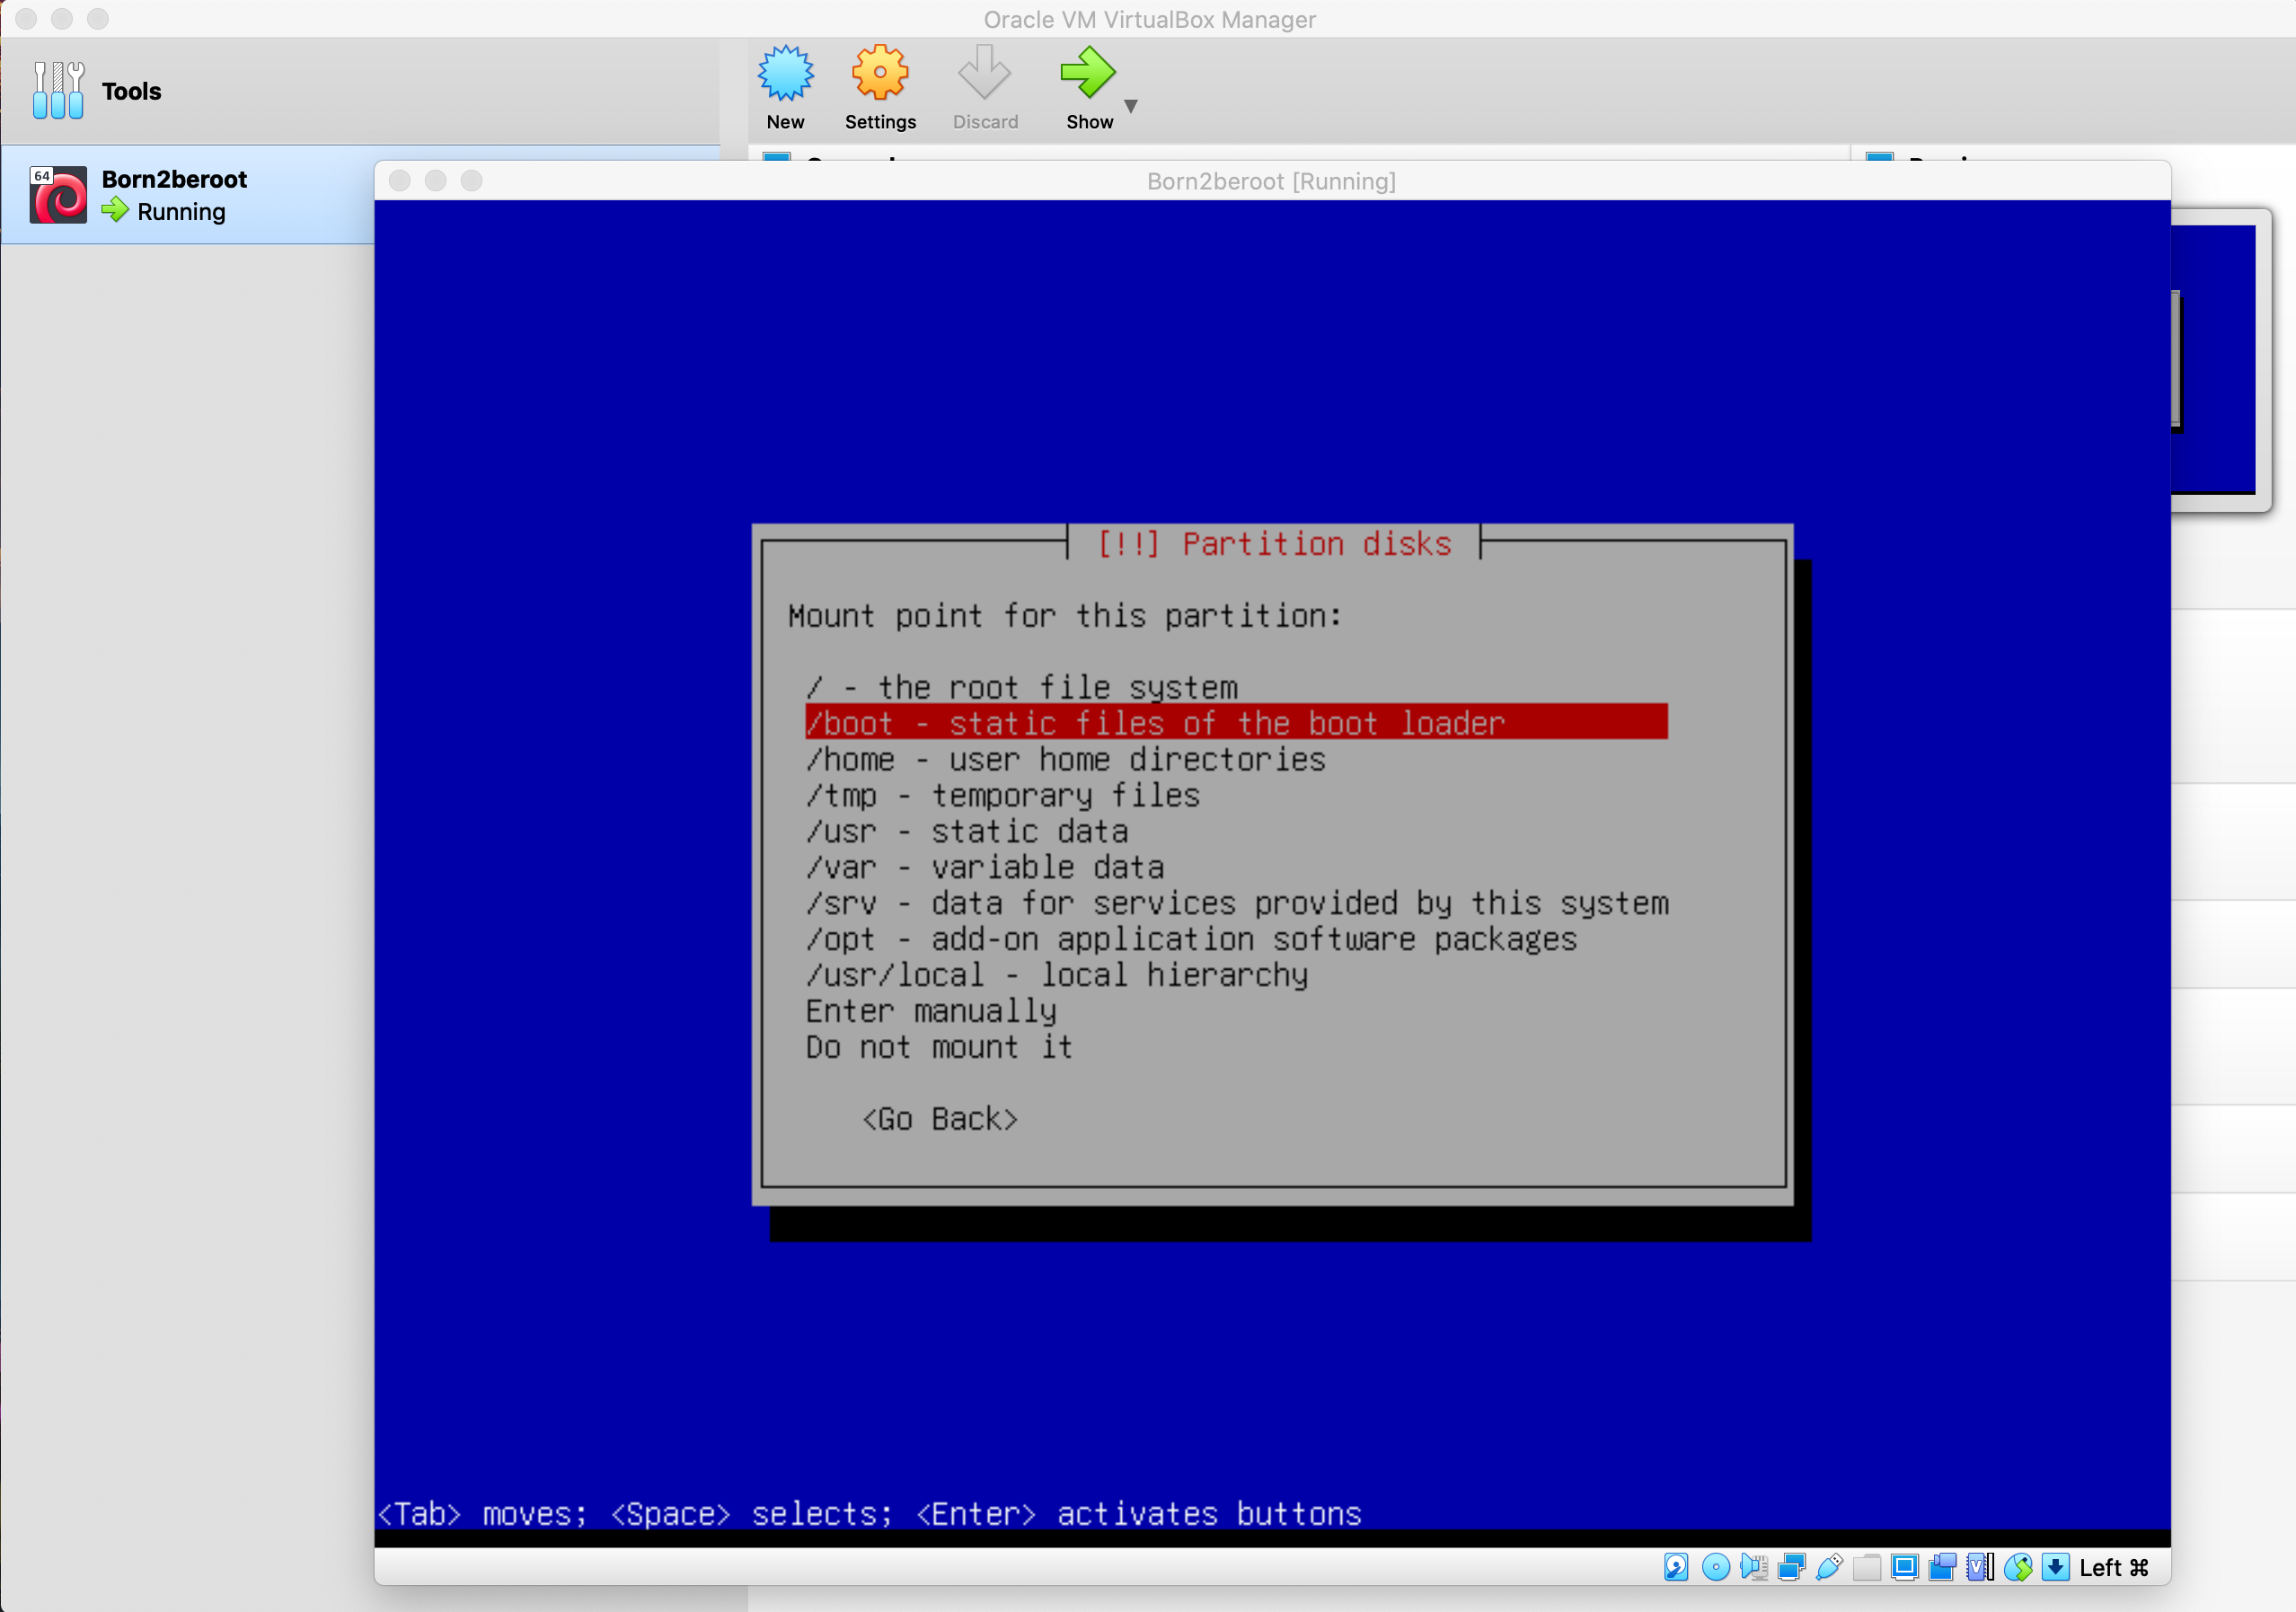 Oracle VM VirtualBox Manager
Tools
New
Settings
Discard
Show
64
Born2beroot
Running
Born2beroot [Running]
[!!] Partition disks
Mount point for this partition:
/ - the root file system
/boot - static files of the boot loader
/home - user home directories
/tmp - temporary files
/usr - static data
/var - variable data
/srv - data for services provided by this system
/opt - add-on application software packages
/usr/local - local hierarchy
Enter manually
Do not mount it
<Go Back>
<Tab> moves; <Space> selects; <Enter> activates buttons
Left ⌘